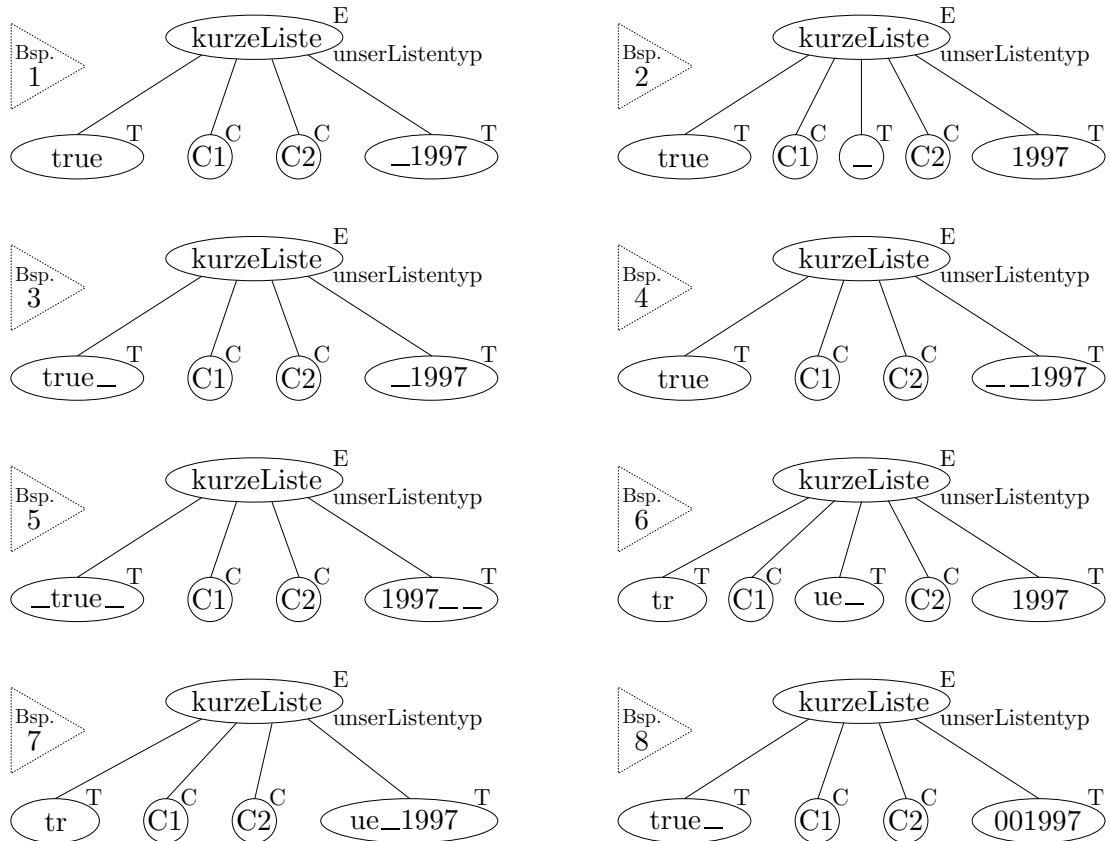 E E
kurzeListe kurzeListe
Bsp. unserListentyp Bsp. unserListentyp
1 2
T C C T T C T C T
true C1 C2 _1997 true C1 _ C2 1997
E E
kurzeListe kurzeListe
Bsp. unserListentyp Bsp. unserListentyp
3 4
T C C T T C C T
true_ C1 C2 _1997 true C1 C2 _ _1997
E E
kurzeListe kurzeListe
Bsp. unserListentyp Bsp. unserListentyp
5 6
T C C T T C T C T
_true_ C1 C2 1997_ _ tr C1 ue_ C2 1997
E E
kurzeListe kurzeListe
Bsp. unserListentyp Bsp. unserListentyp
7 8
T C C T T C C T
tr C1 C2 ue_1997 true_ C1 C2 001997